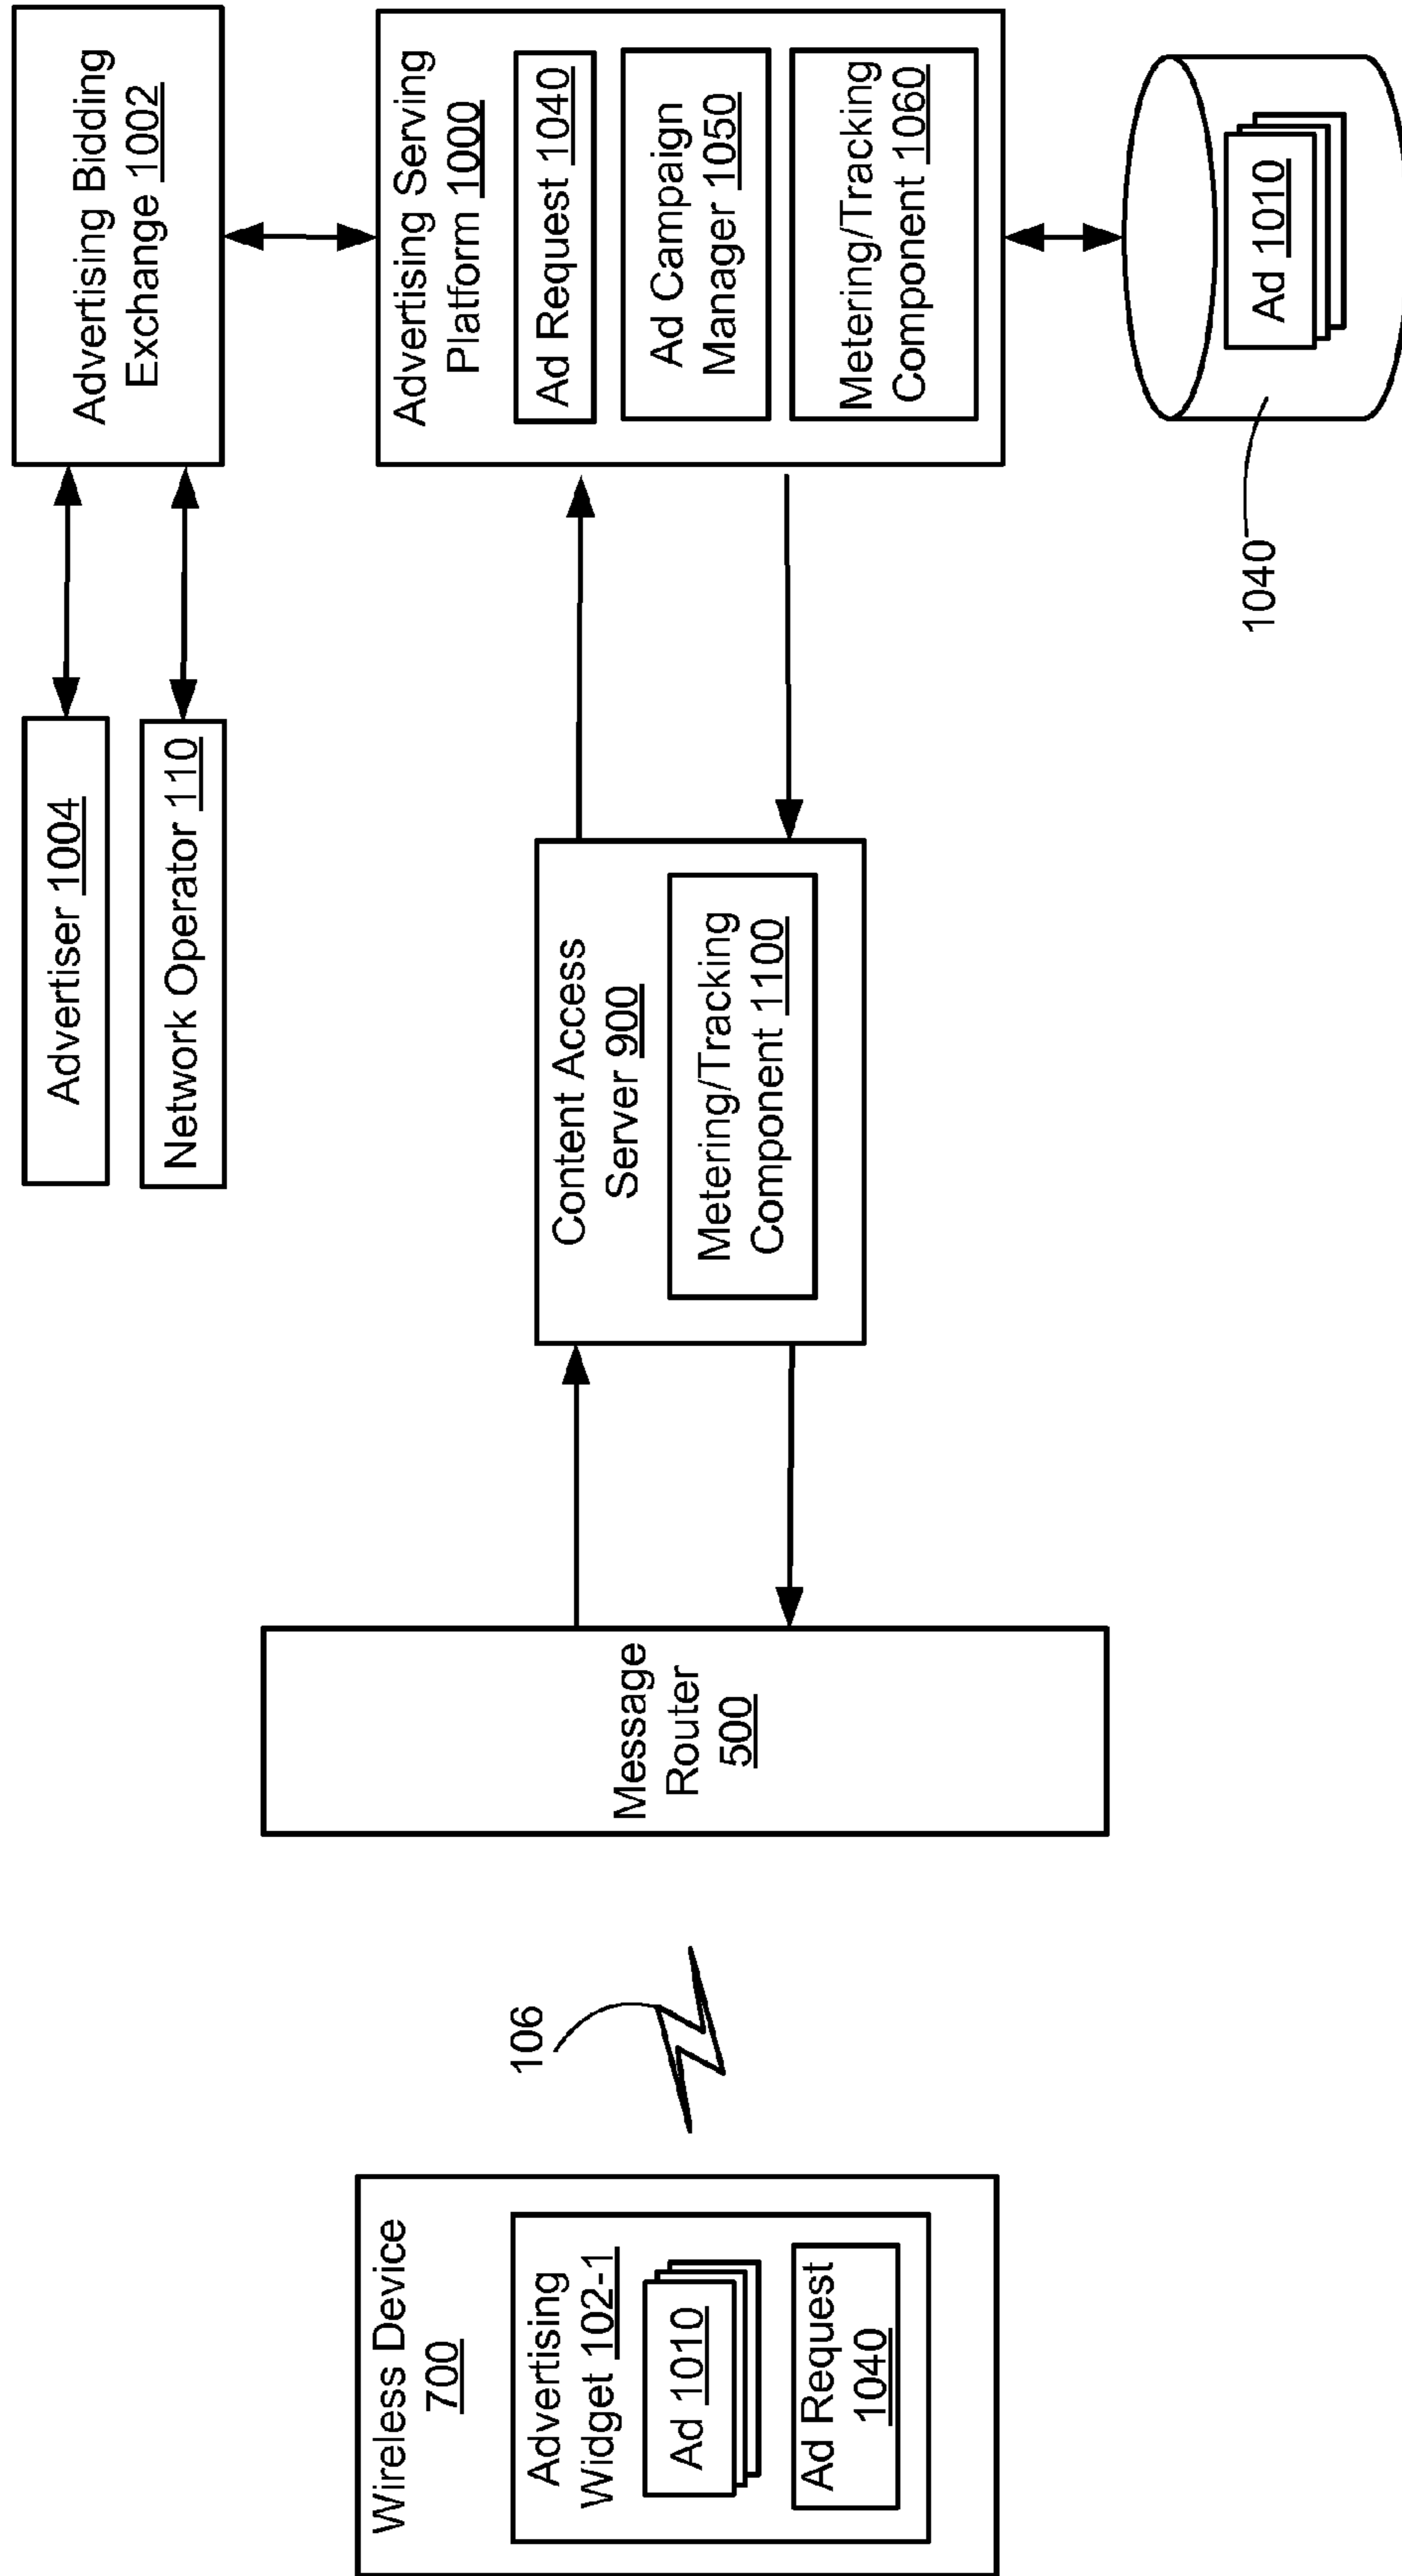 Wireless Device
700
Advertising
Widget 102-1
Ad 1010
Ad Request
1040
106
Message
Router
500
Content Access
Server 900
Metering/Tracking
Component 1100
Advertiser 1004
Network Operator 110
Advertising Bidding
Exchange 1002
Advertising Serving
Platform 1000
Ad Request 1040
Ad Campaign
Manager 1050
Metering/Tracking
Component 1060
Ad 1010
1040